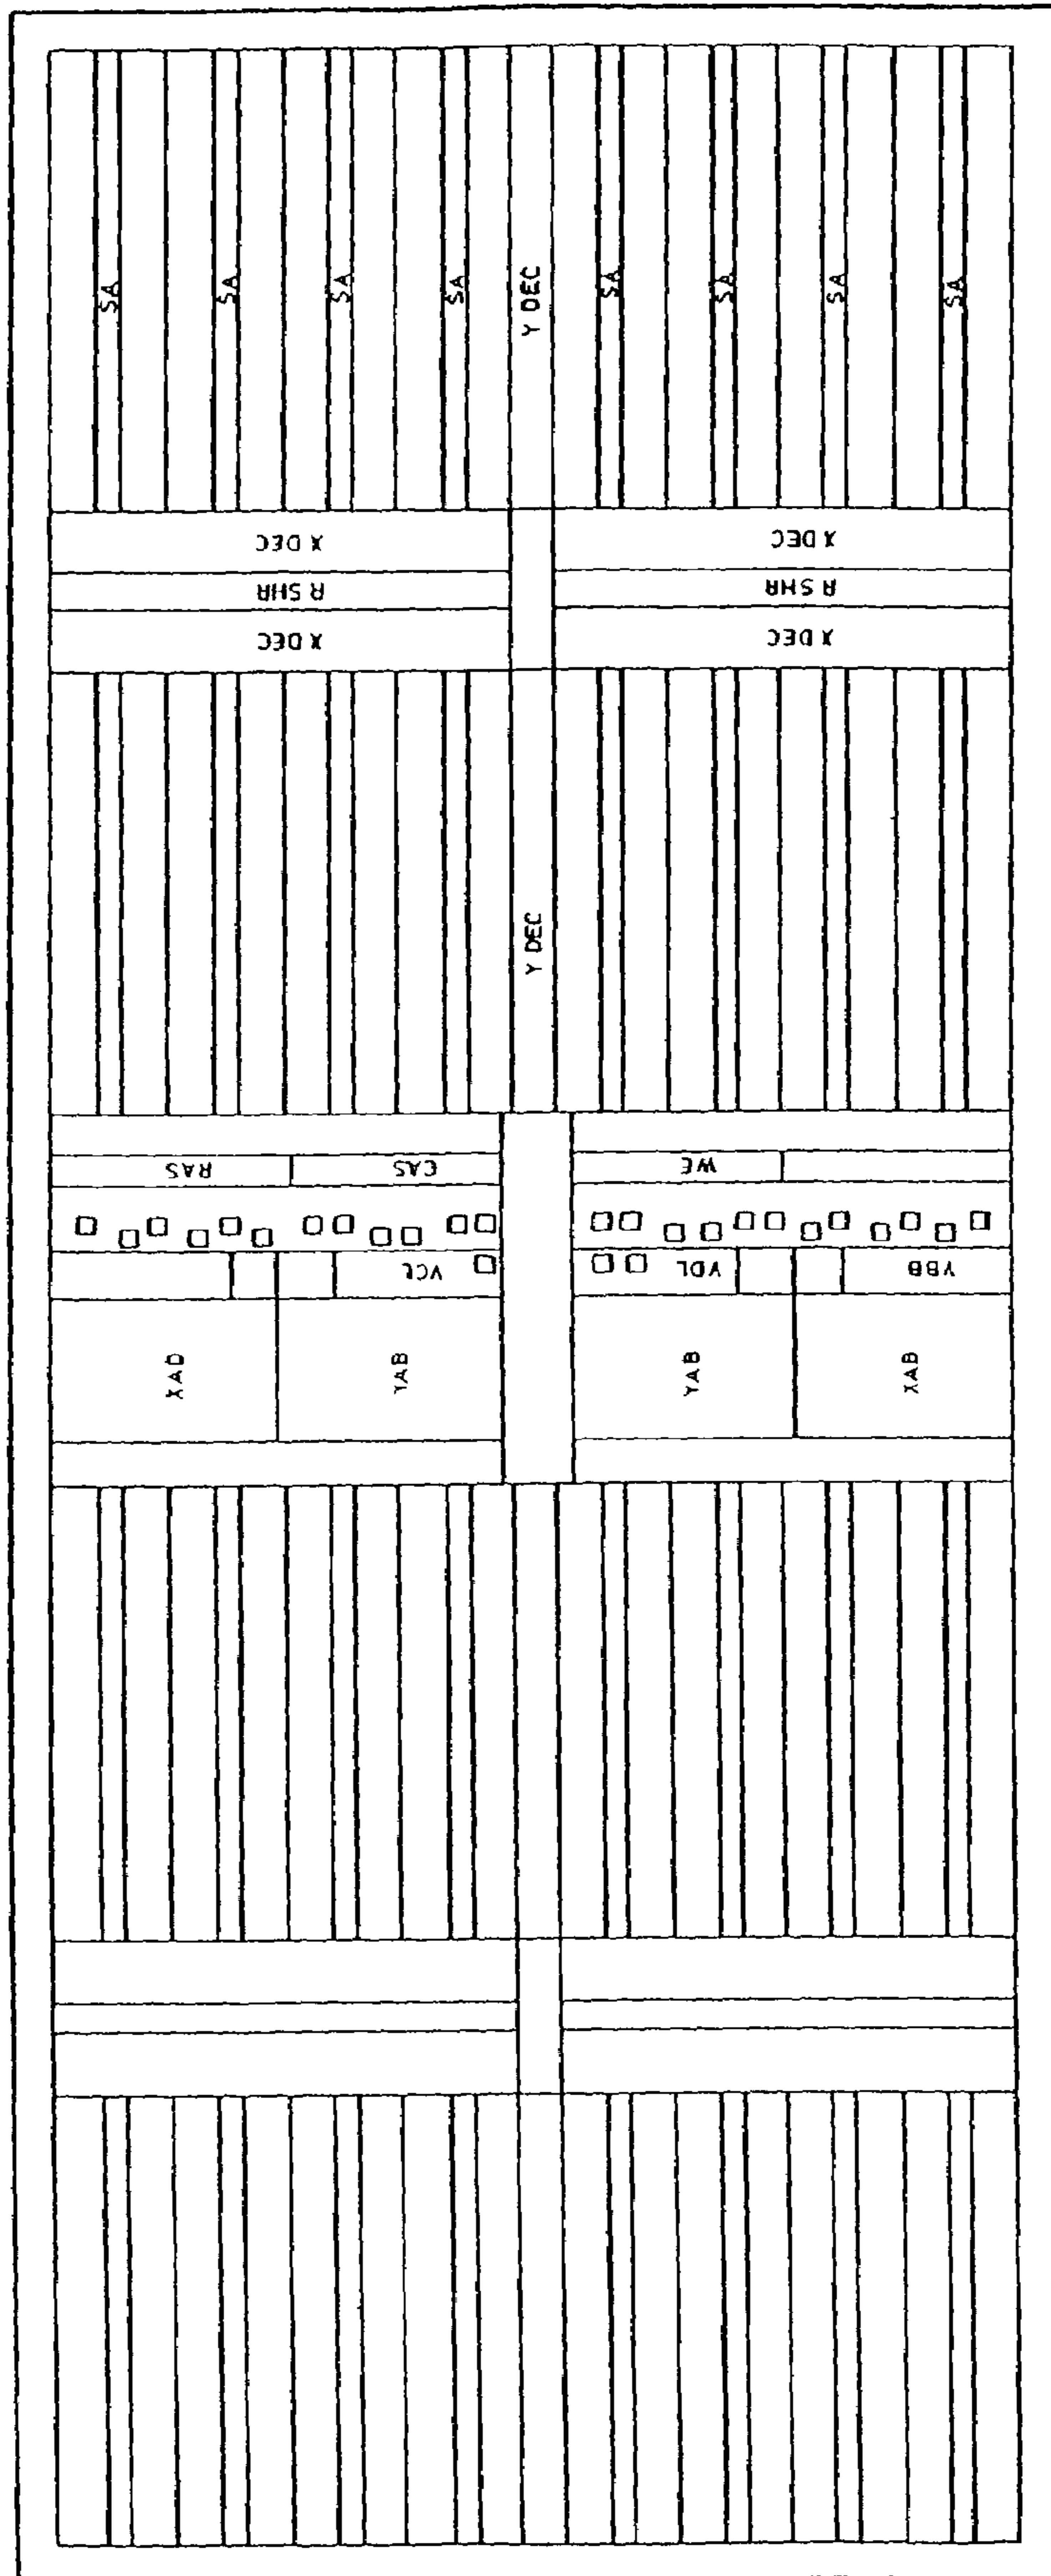 SA SA SA SA Y DEC SA SA SA SA
X DEC X DEC
R SHR R SHR
X DEC X DEC
Y DEC
RAS CAS WE
VCL VDL YBB
XAD YAB YAB XAB